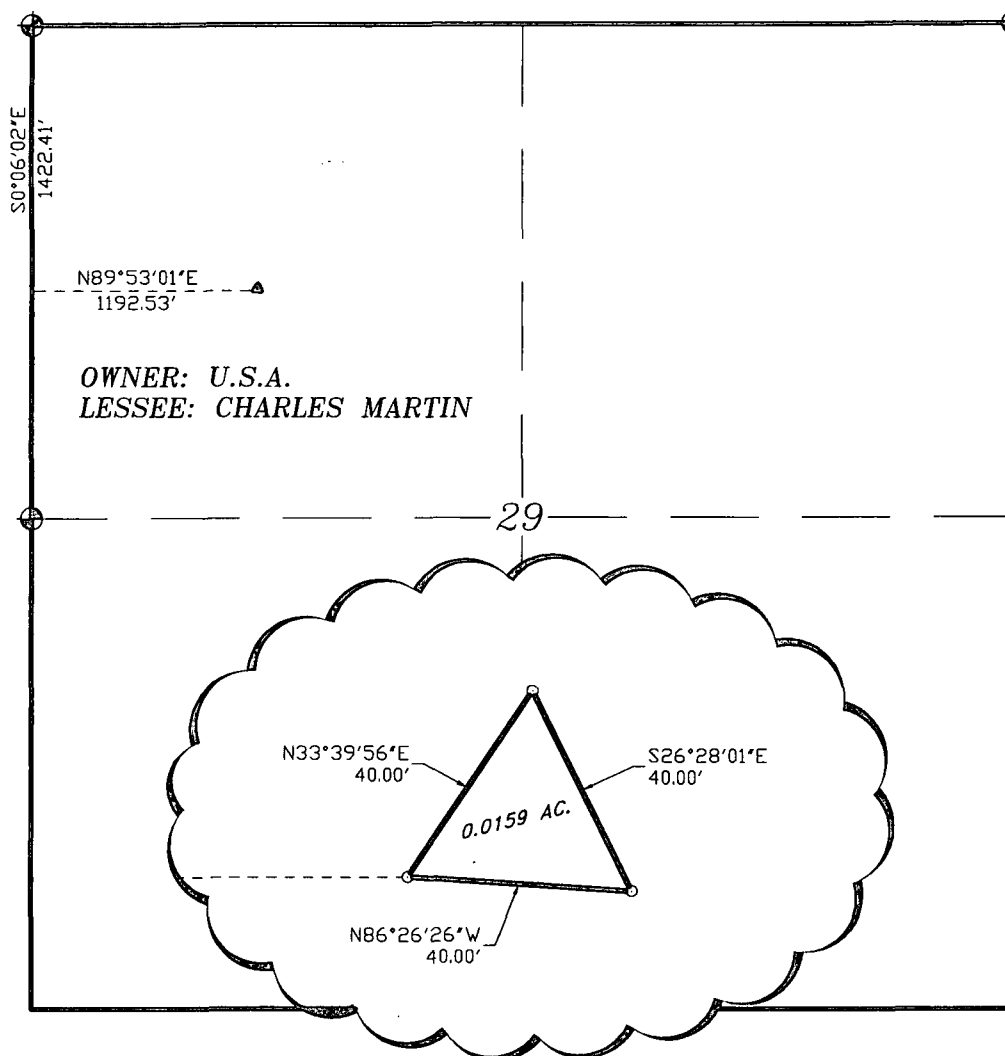 S0°06'02"E
1422.41'
N89°53'01"E
1192.53'
OWNER: U.S.A.
LESSEE: CHARLES MARTIN
29
N33°39'56"E
40.00'
S26°28'01"E
40.00'
0.0159 AC.
N86°26'26"W
40.00'